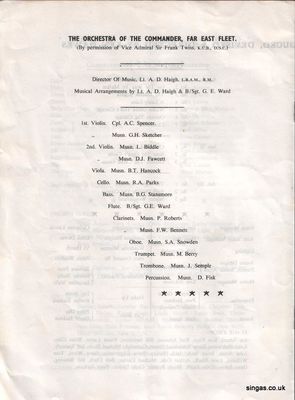 THE ORCHESTRA OF THE COMMANDER, FAR EAST FLEET.
(By permission of Vice Admiral Sir Frank Twiss, K.C.B., D.S.C.)
Director Of Music, Lt. A. D. Haigh, L.R.A.M., R.M.
Musical Arrangements by Lt. A. D. Haigh & B/Sgt. G. E. Ward
1st. Violin. Cpl. A.C. Spencer.
„ Musn. G.H. Sketcher
2nd. Violin. Musn. L. Biddle
„ Musn. D.J. Fawcett
Viola. Musn. B.T. Hancock
Cello. Musn. R.A. Parks
Bass. Musn. B.G. Stanmore
Flute. B/Sgt. G.E. Ward
Clarinets. Musn. P. Roberts
„ Musn. F.W. Bennett
Oboe. Musn. S.A. Snowden
Trumpet. Musn. M. Berry
Trombone. Musn. J. Semple
Percussion. Musn. D. Fisk
singas.co.uk